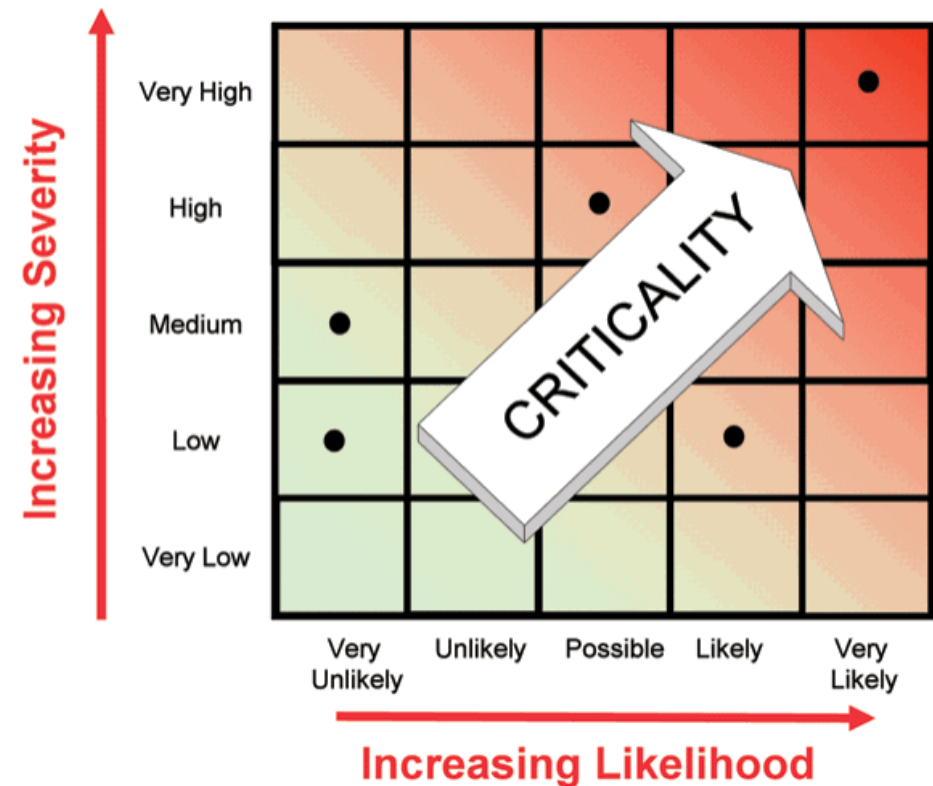 Increasing Severity
Very High
High
Medium
Low
Very Low
CRITICALITY
Very
Unlikely
Unlikely
Possible
Likely
Very
Likely
Increasing Likelihood